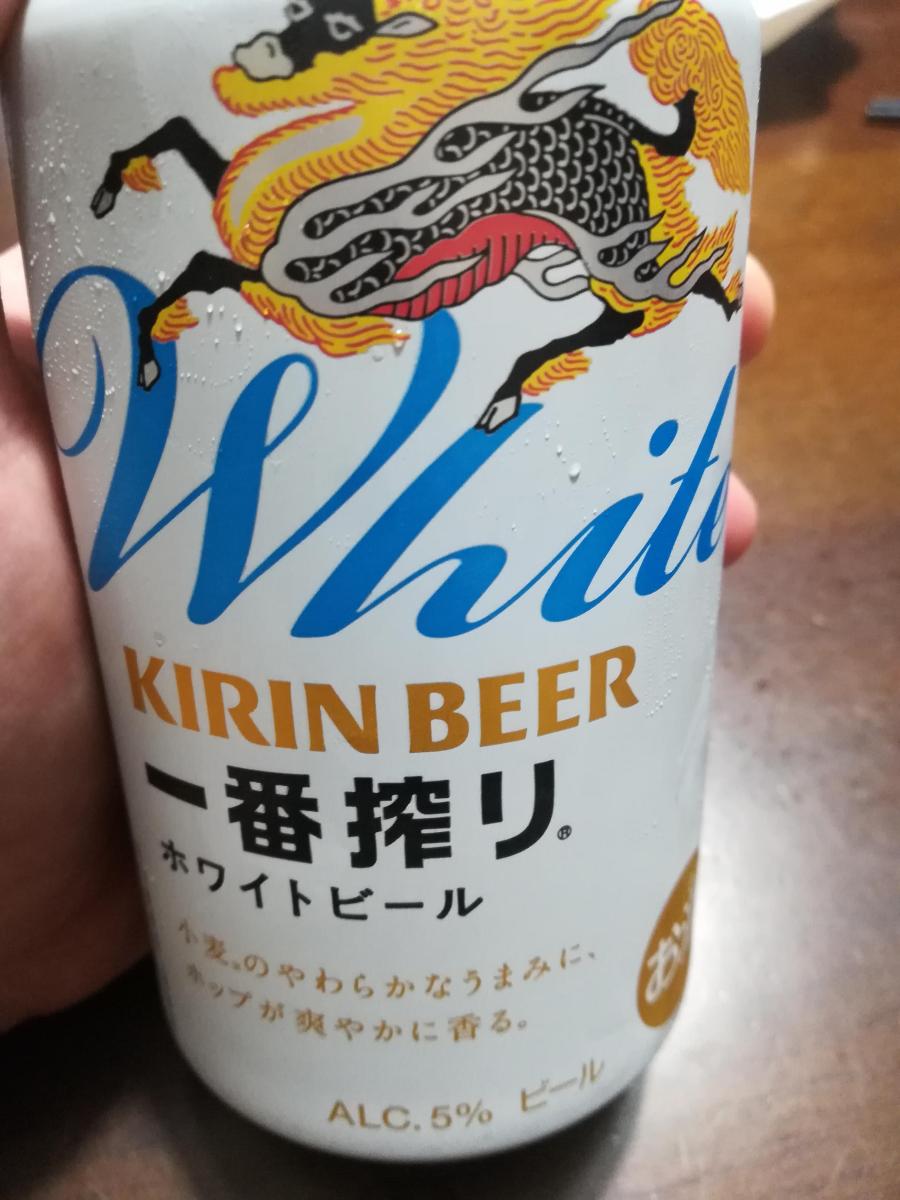 White
KIRIN BEER
一番搾り®
ホワイトビール
小麦。のやわらかなうまみに、
ホップが爽やかに香る。
ALC.5% ビール